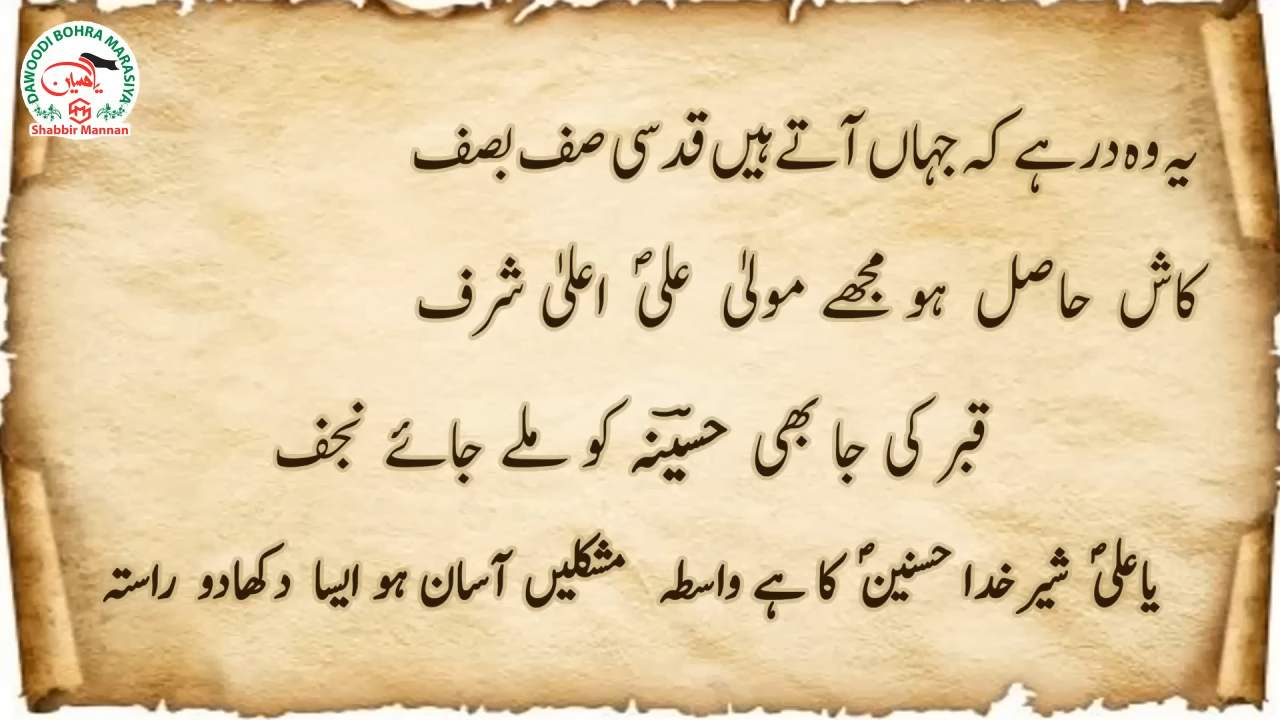 DAWOODI BOHRA MARASIYA
یا حسین
Shabbir Mannan
یہ وہ در ہے کہ جہاں آتے ہیں قدسی صف بصف
کاش حاصل ہو مجھے مولیٰ علیؑ اعلیٰ شرف
قبر کی جا بھی حسینہ کو ملے جائے نجف
یا علیؑ شیر خدا حسنینؑ کا ہے واسطہ مشکلیں آسان ہو ایسا دکھادو راستہ